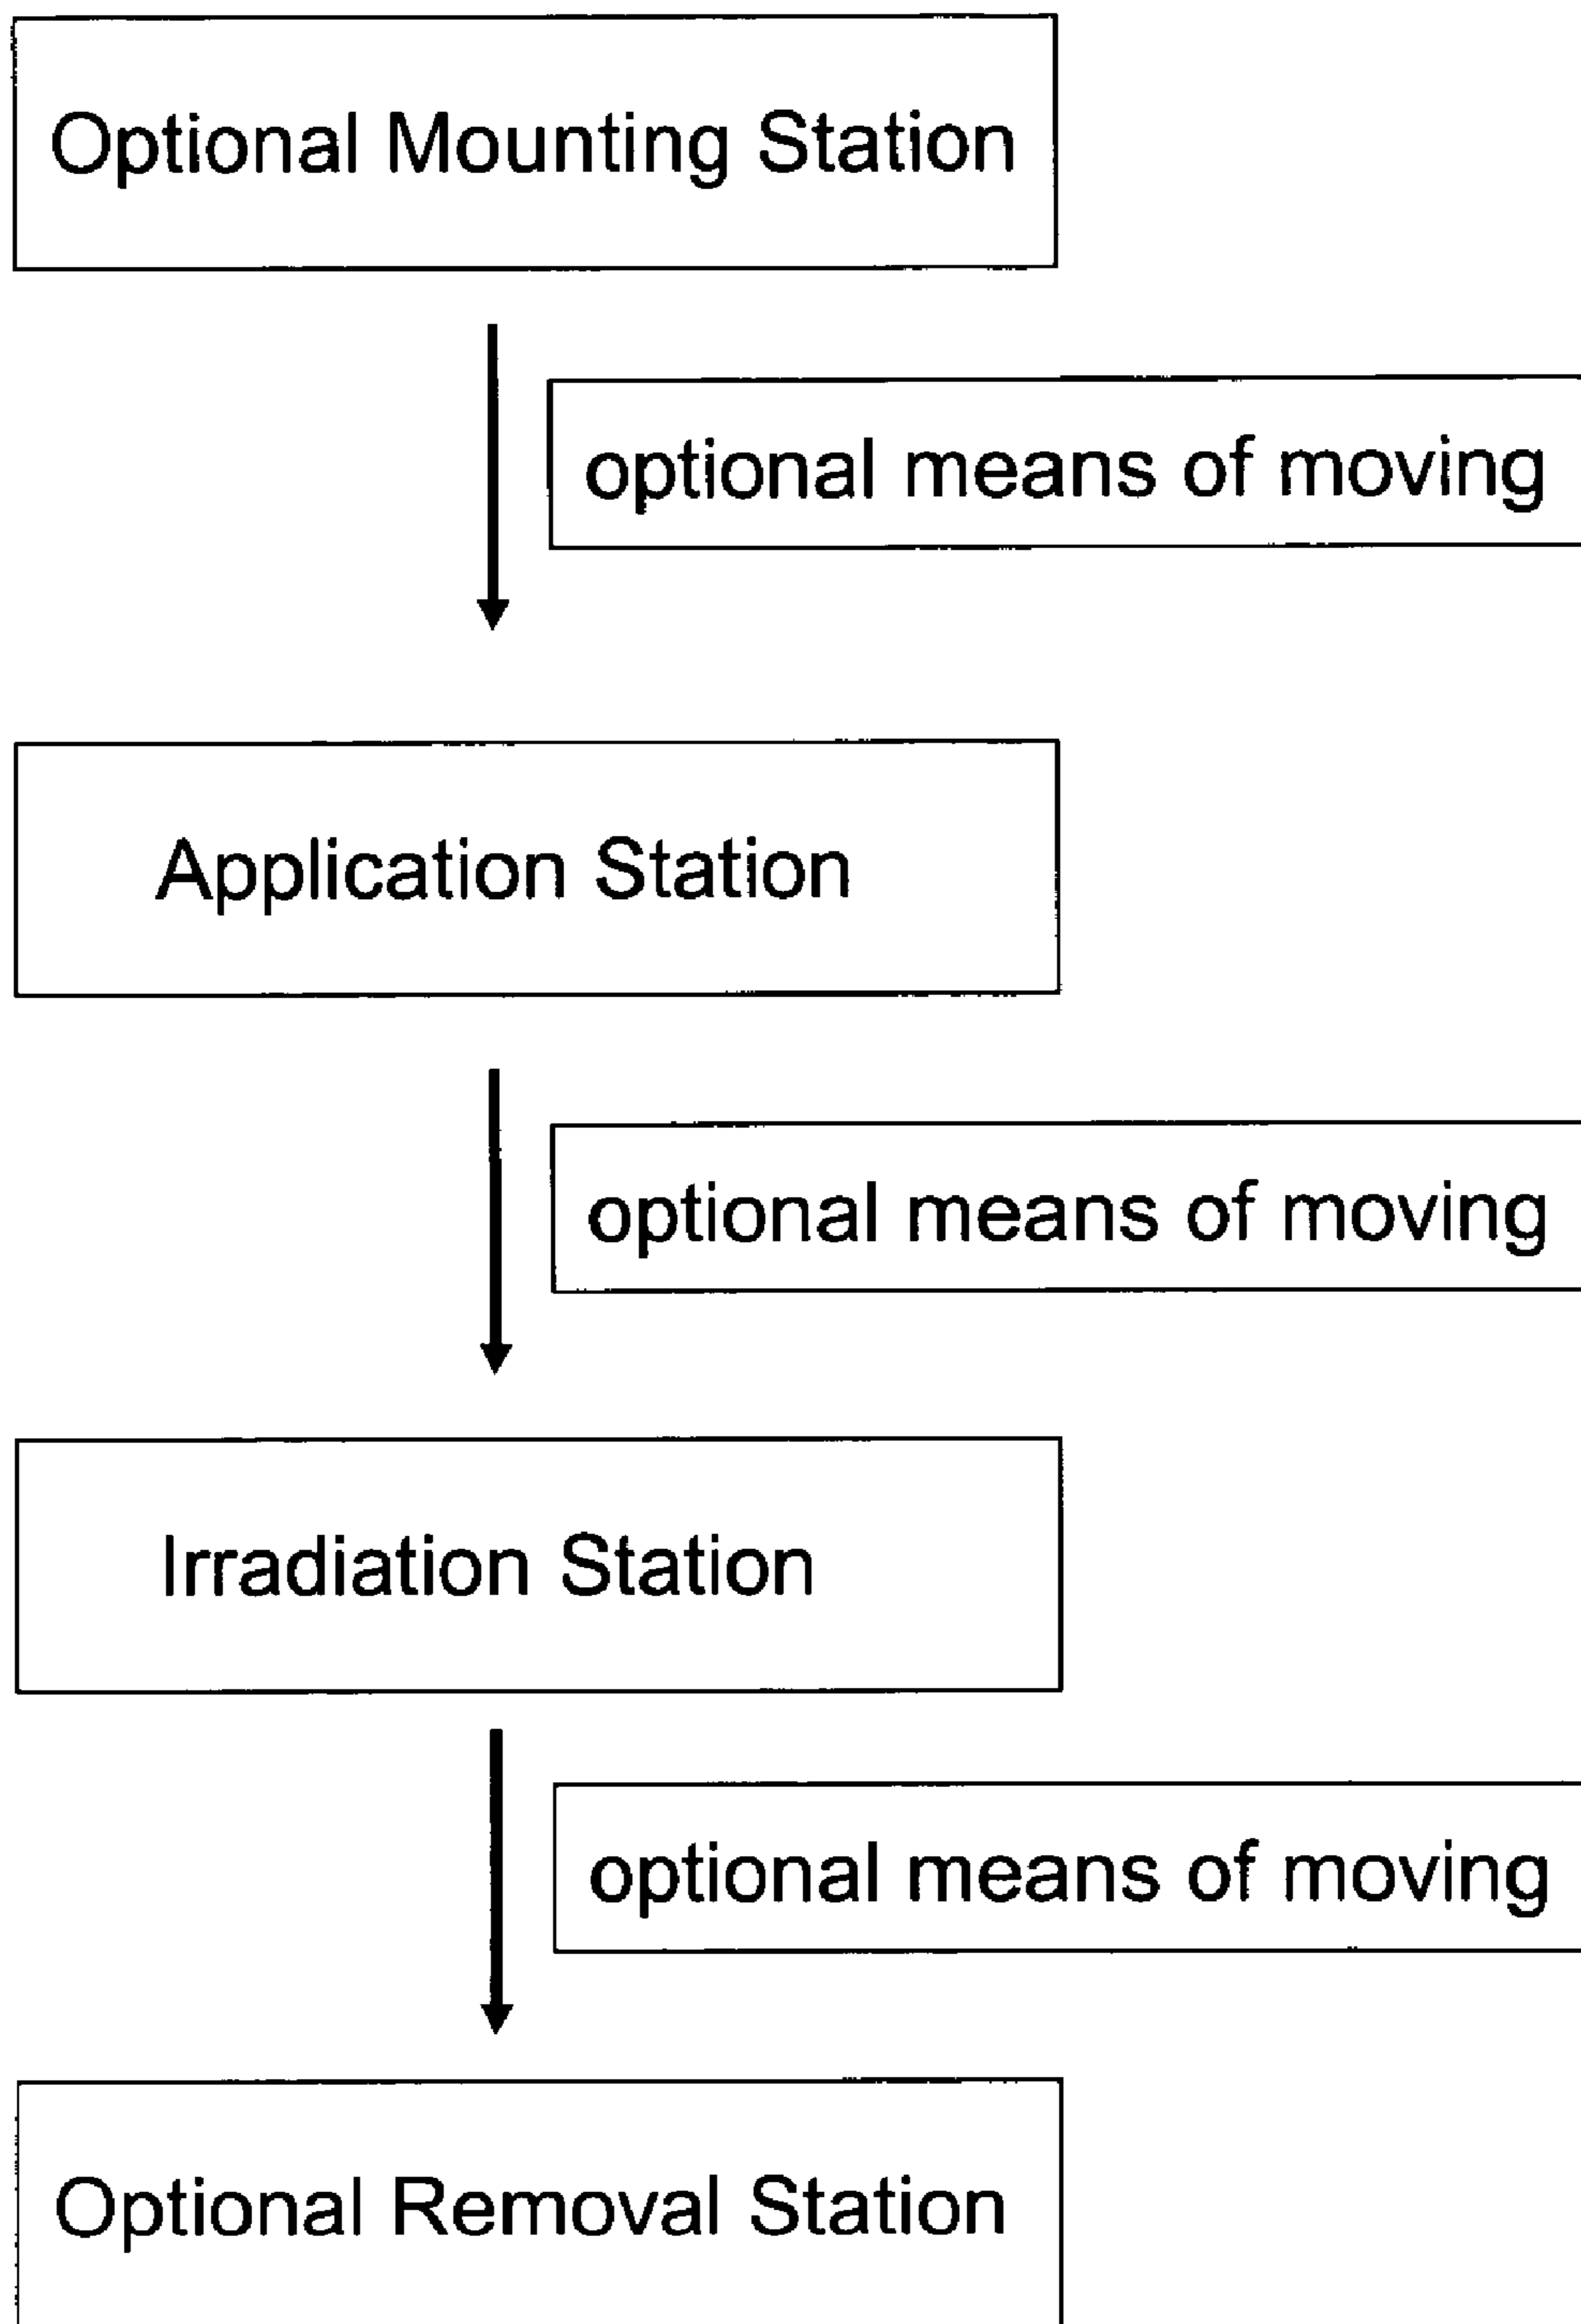 Optional Mounting Station
optional means of moving
Application Station
optional means of moving
Irradiation Station
optional means of moving
Optional Removal Station